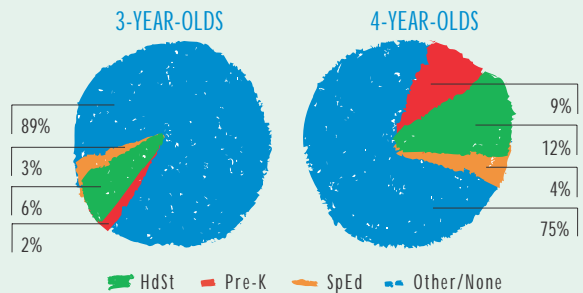 3-YEAR-OLDS
89%
3%
6%
2%
4-YEAR-OLDS
9%
12%
4%
75%
HdSt Pre-K SpEd Other/None